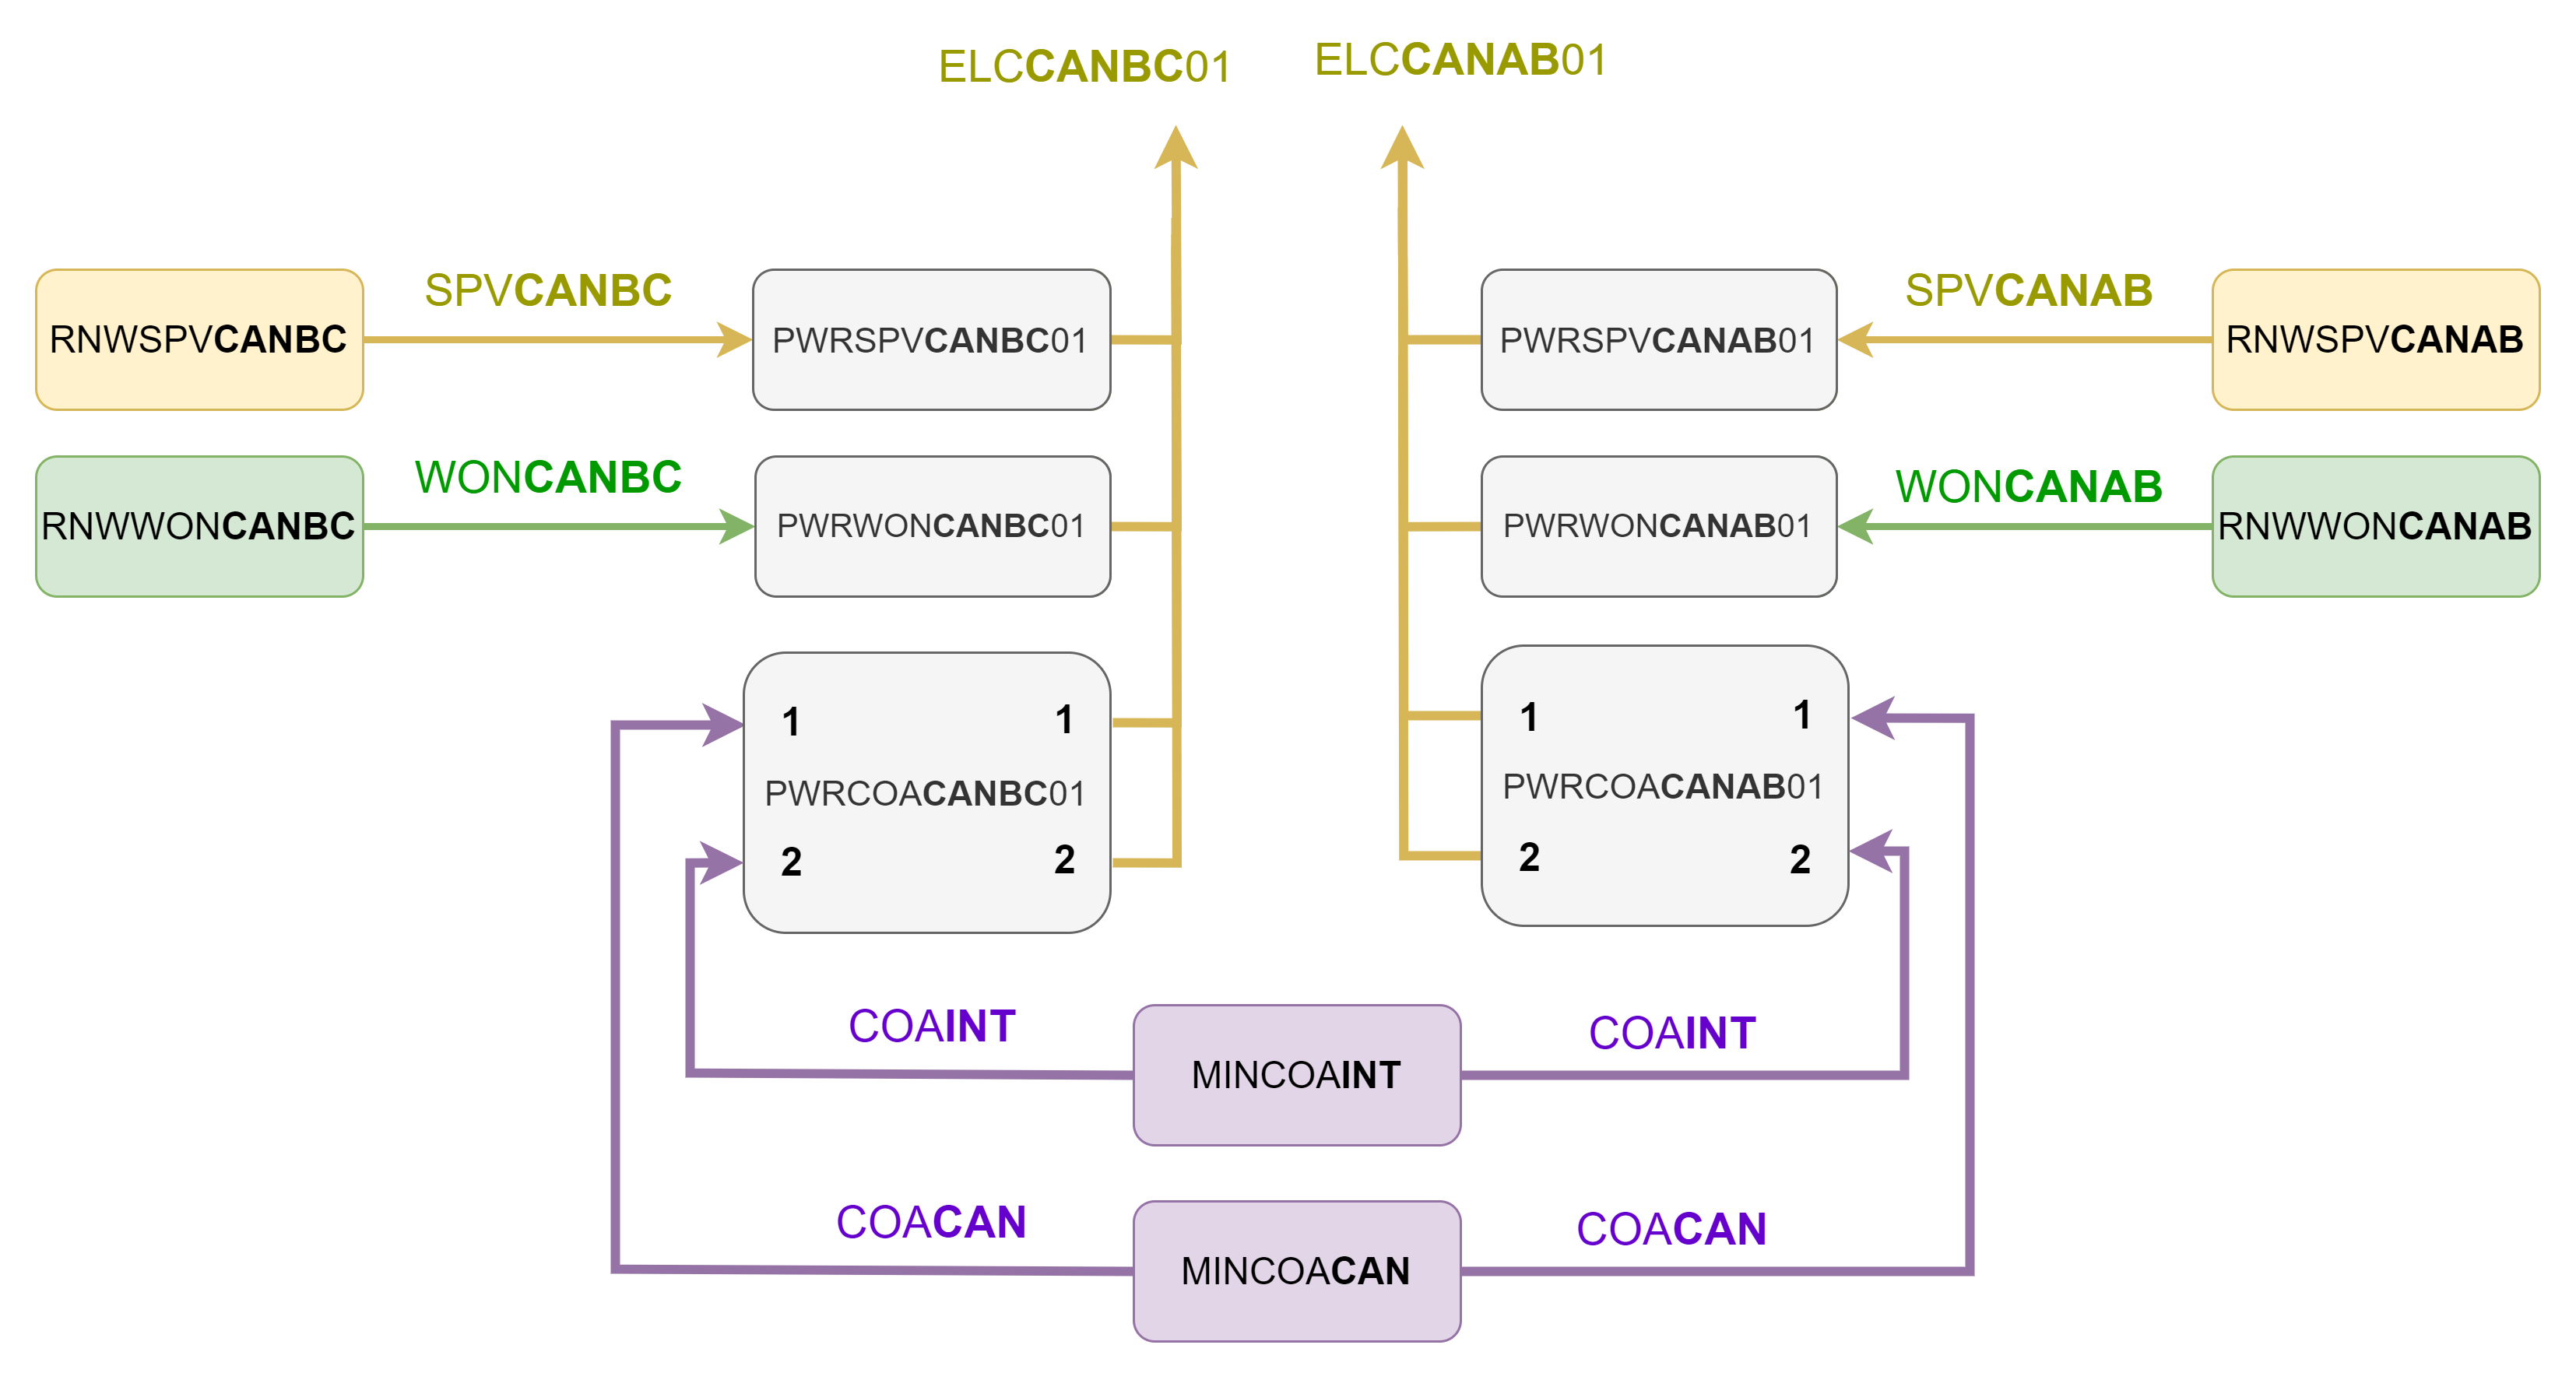 ELCCANBC01
ELCCANAB01
RNWSPVCANBC
SPVCANBC
PWRSPVCANBC01
PWRSPVCANAB01
SPVCANAB
RNWSPVCANAB
RNWWONCANBC
WONCANBC
PWRWONCANBC01
PWRWONCANAB01
WONCANAB
RNWWONCANAB
1 1
PWRCOACANBC01
2 2
1 1
PWRCOACANAB01
2 2
COAINT
MINCOAINT
COAINT
COACAN
MINCOACAN
COACAN